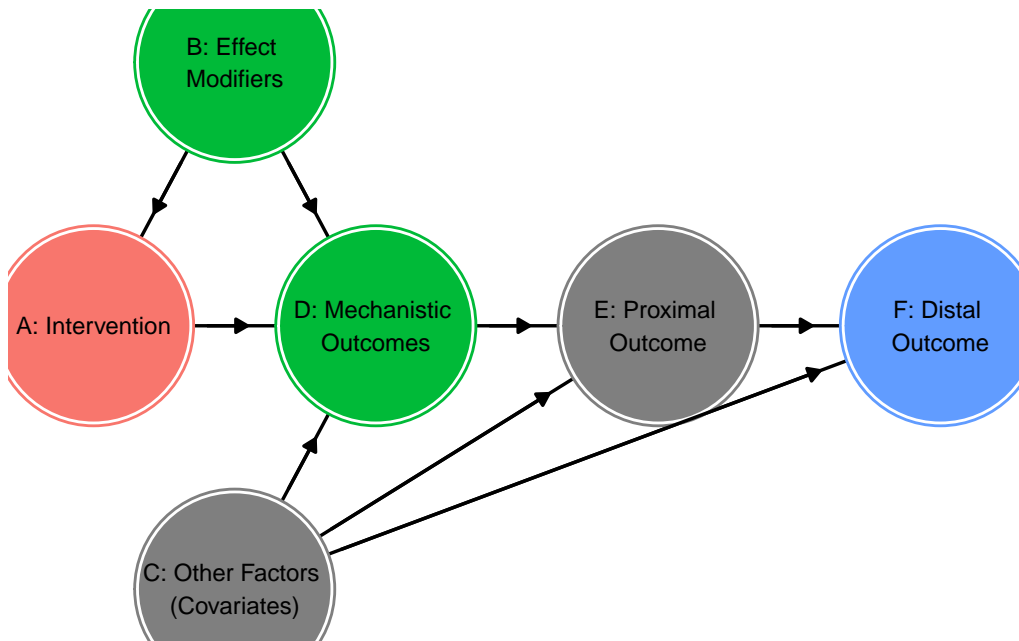 B: Effect
Modifiers
A: Intervention
D: Mechanistic
Outcomes
E: Proximal
Outcome
F: Distal
Outcome
C: Other Factors
(Covariates)